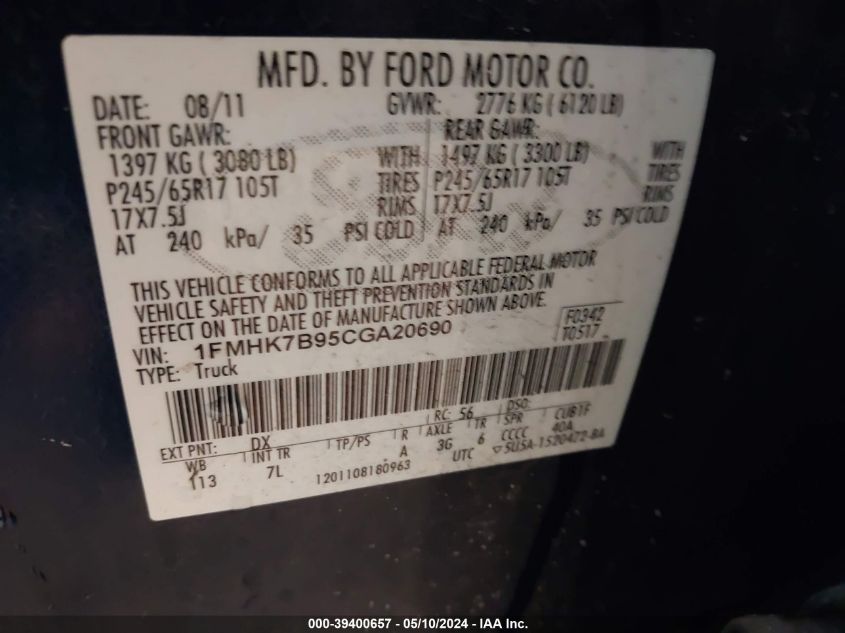 MFD. BY FORD MOTOR CO.
DATE: 08/11 GVWR: 2776 KG ( 6120 LB)
FRONT GAWR: REAR GAWR:
1397 KG ( 3080 LB) WITH 1497 KG ( 3300 LB) WITH
P245/65R17 105T TIRES P245/65R17 105T TIRES
17X7.5J RIMS 17X7.5J RIMS
AT 240 kPa/ 35 PSI COLD AT 240 kPa/ 35 PSI COLD
THIS VEHICLE CONFORMS TO ALL APPLICABLE FEDERAL MOTOR
VEHICLE SAFETY AND THEFT PREVENTION STANDARDS IN
EFFECT ON THE DATE OF MANUFACTURE SHOWN ABOVE.
VIN: 1FMHK7B95CGA20690 F0342
TYPE: Truck T0517
EXT PNT: DX RC: 56 DSO:
WB INT TR TP/PS R AXLE TR SPR CUB1F
113 7L A 3G 6 CCCC 40A
1201108180963 UTC ▽5U5A-1520472-BA
000-39400657 - 05/10/2024 - IAA Inc.